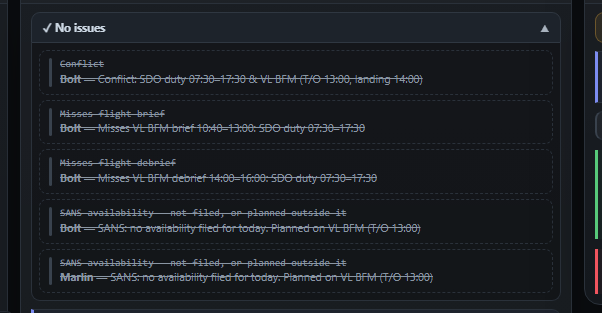 ✓ No issues ▲
Conflict
Bolt — Conflict: SDO duty 07:30–17:30 & VL BFM (T/O 13:00, landing 14:00)
Misses flight brief
Bolt — Misses VL BFM brief 10:40–13:00: SDO duty 07:30–17:30
Misses flight debrief
Bolt — Misses VL BFM debrief 14:00–16:00: SDO duty 07:30–17:30
SANS availability — not filed, or planned outside it
Bolt — SANS: no availability filed for today. Planned on VL BFM (T/O 13:00)
SANS availability — not filed, or planned outside it
Marlin — SANS: no availability filed for today. Planned on VL BFM (T/O 13:00)